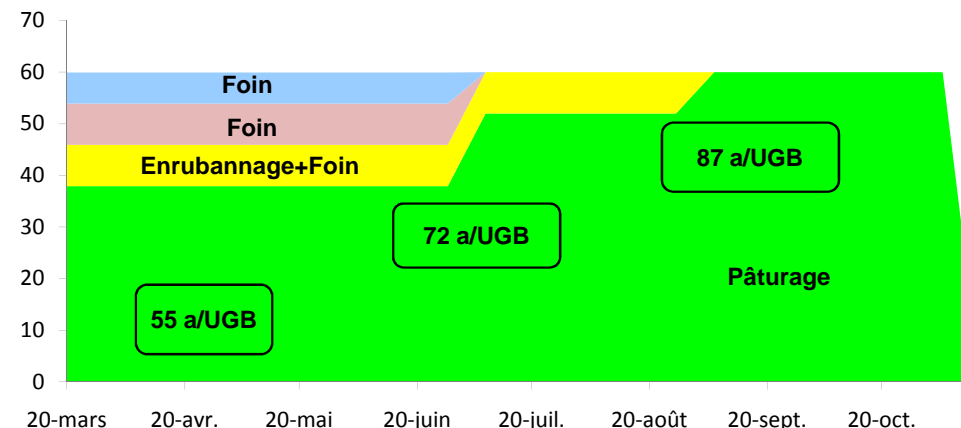 70
60
50
40
30
20
10
0
Foin
Foin
Enrubannage+Foin
87 a/UGB
72 a/UGB
Pâturage
55 a/UGB
20-mars 20-avr. 20-mai 20-juin 20-juil. 20-août 20-sept. 20-oct.